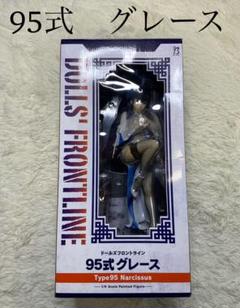 95式　グレース
DOLLS' FRONTLINE
ドールズフロントライン
95式 グレース
Type95 Narcissus
1/8 Scale Painted Figure